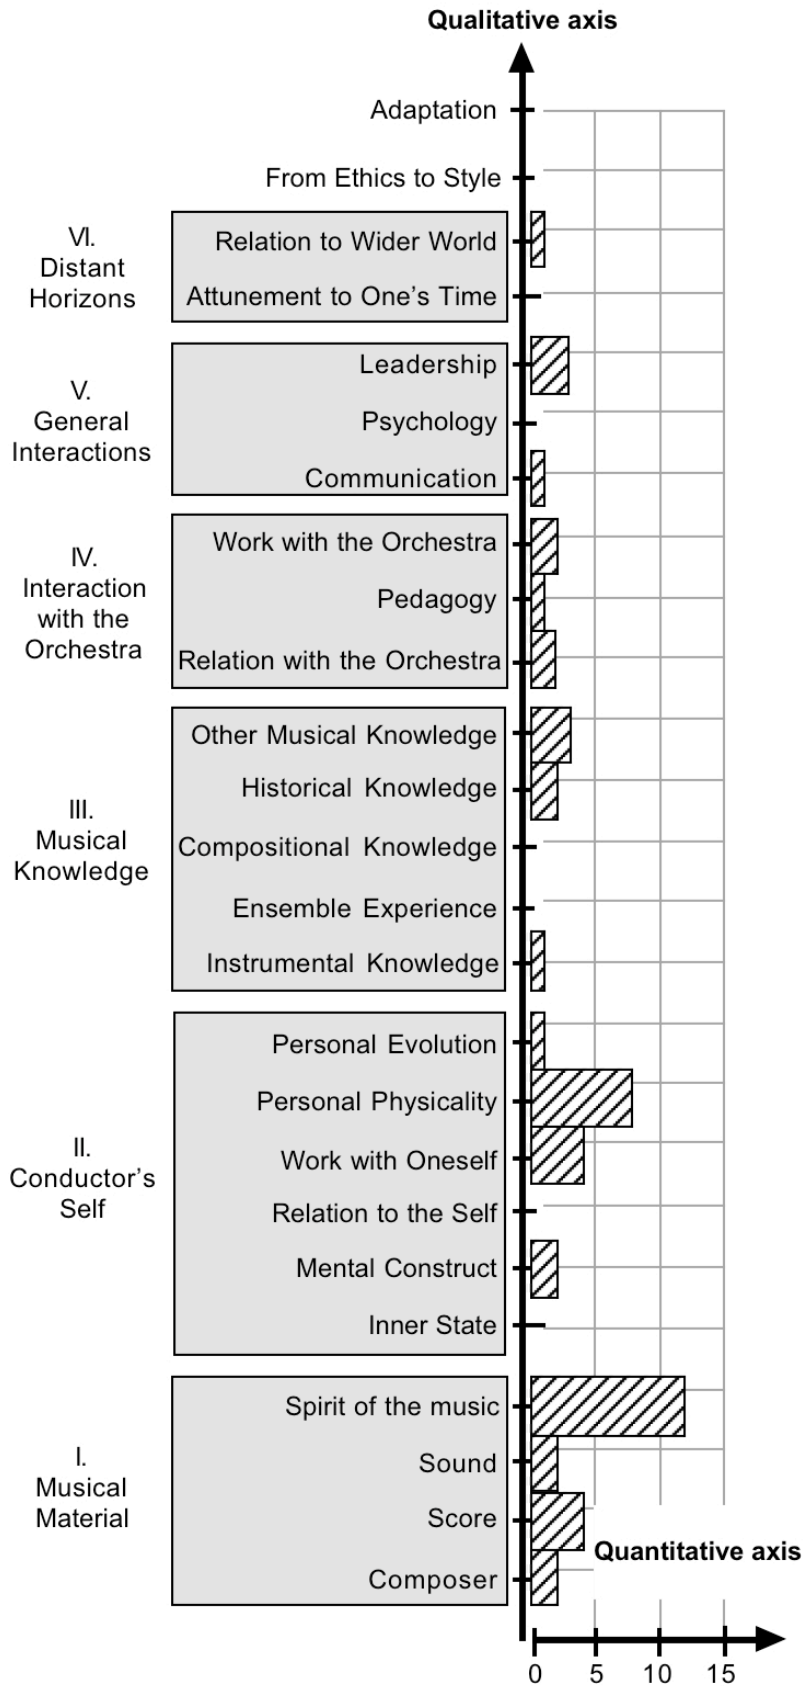 Qualitative axis
Adaptation
From Ethics to Style
VI.
Distant
Horizons
Relation to Wider World
Attunement to One's Time
V.
General
Interactions
Leadership
Psychology
Communication
IV.
Interaction
with the
Orchestra
Work with the Orchestra
Pedagogy
Relation with the Orchestra
III.
Musical
Knowledge
Other Musical Knowledge
Historical Knowledge
Compositional Knowledge
Ensemble Experience
Instrumental Knowledge
II.
Conductor's
Self
Personal Evolution
Personal Physicality
Work with Oneself
Relation to the Self
Mental Construct
Inner State
I.
Musical
Material
Spirit of the music
Sound
Score
Composer
Quantitative axis
0 5 10 15